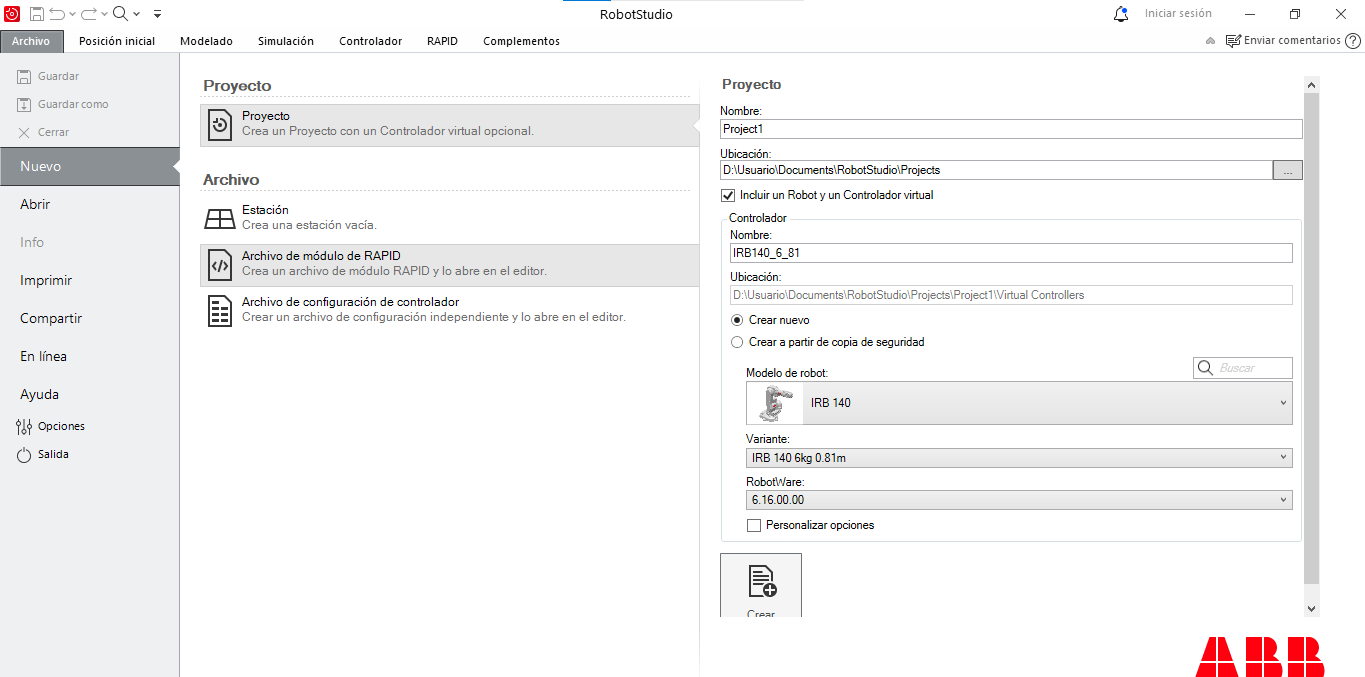 RobotStudio
Iniciar sesión
Archivo Posición inicial Modelado Simulación Controlador RAPID Complementos
Enviar comentarios
Guardar
Guardar como
Cerrar
Nuevo
Abrir
Info
Imprimir
Compartir
En línea
Ayuda
Opciones
Salida
Proyecto
Proyecto
Crea un Proyecto con un Controlador virtual opcional.
Archivo
Estación
Crea una estación vacía.
Archivo de módulo de RAPID
Crea un archivo de módulo RAPID y lo abre en el editor.
Archivo de configuración de controlador
Crear un archivo de configuración independiente y lo abre en el editor.
Proyecto
Nombre:
Project1
Ubicación:
D:\Usuario\Documents\RobotStudio\Projects
...
Incluir un Robot y un Controlador virtual
Controlador
Nombre:
IRB140_6_81
Ubicación:
D:\Usuario\Documents\RobotStudio\Projects\Project1\Virtual Controllers
Crear nuevo
Crear a partir de copia de seguridad
Buscar
Modelo de robot:
IRB 140
Variante:
IRB 140 6kg 0.81m
RobotWare:
6.16.00.00
Personalizar opciones
Crear
ABB